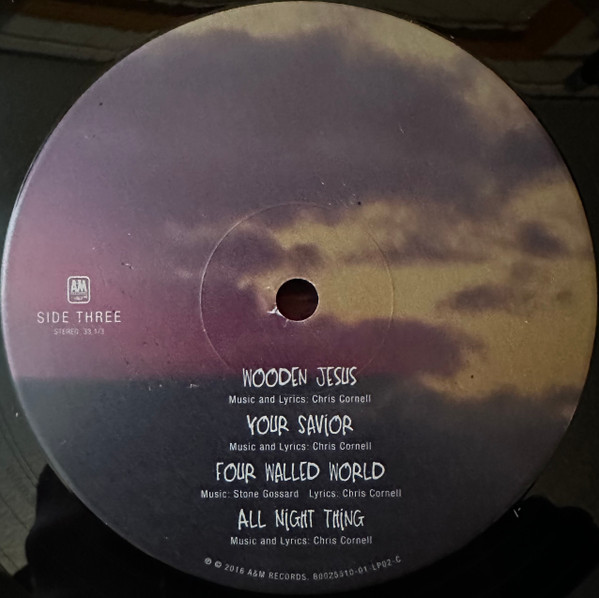 A&M
RECORDS
SIDE THREE
STEREO 33 1/3
WOODEN JESUS
Music and Lyrics: Chris Cornell
YOUR SAVIOR
Music and Lyrics: Chris Cornell
FOUR WALLED WORLD
Music: Stone Gossard Lyrics: Chris Cornell
ALL NIGHT THING
Music and Lyrics: Chris Cornell
℗ © 2016 A&M RECORDS. B0025310-01-LP02-C